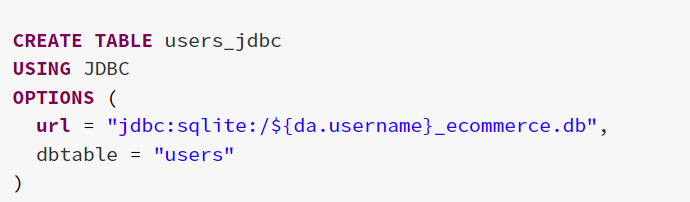 CREATE TABLE users_jdbc
USING JDBC
OPTIONS (
  url = "jdbc:sqlite:/${da.username}_ecommerce.db",
  dbtable = "users"
)